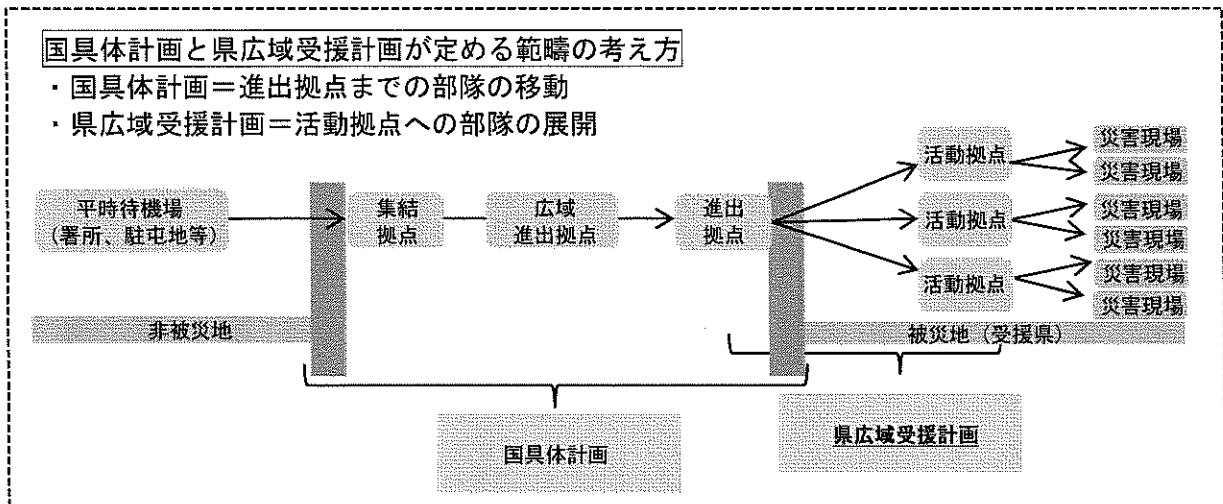 国具体計画と県広域受援計画が定める範疇の考え方
・国具体計画＝進出拠点までの部隊の移動
・県広域受援計画＝活動拠点への部隊の展開
平時待機場
（署所、駐屯地等）
集結
拠点
広域
進出拠点
進出
拠点
活動拠点
活動拠点
活動拠点
災害現場
災害現場
災害現場
災害現場
災害現場
災害現場
非被災地
被災地（受援県）
国具体計画
県広域受援計画